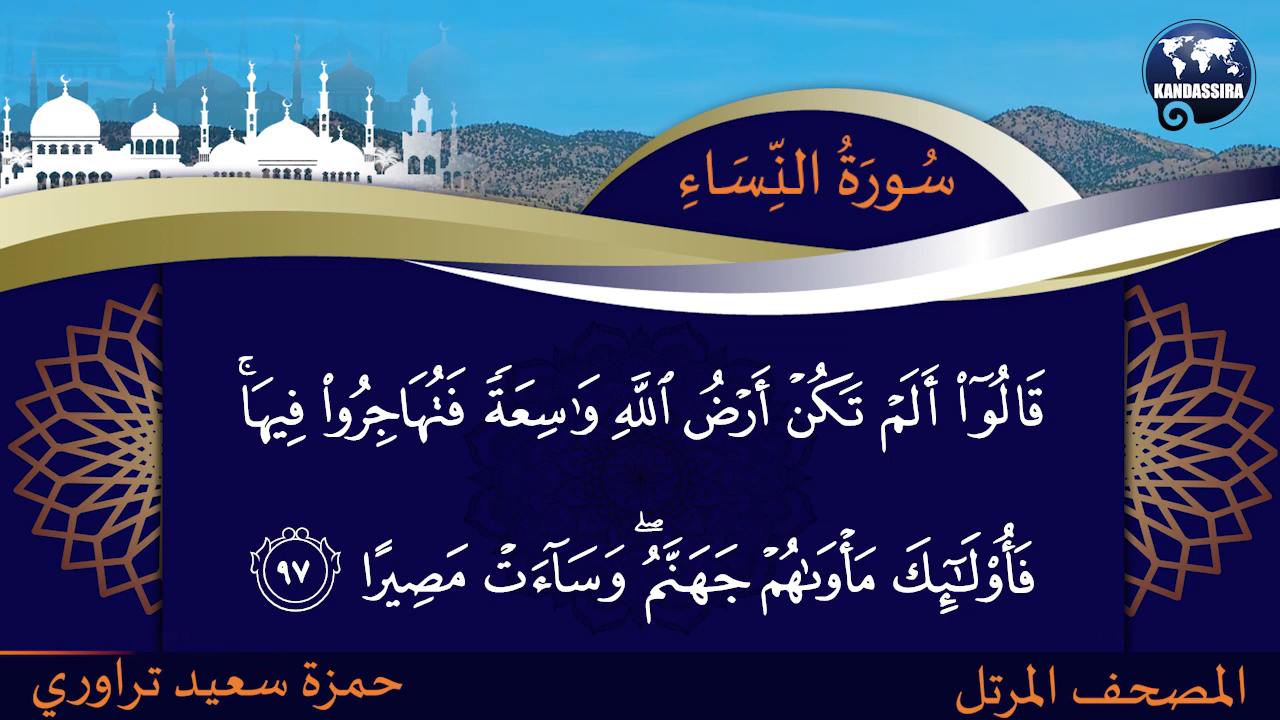 KANDASSIRA
سُورَةُ النِّسَاءِ
قَالُوٓا۟ أَلَمْ تَكُنْ أَرْضُ ٱللَّهِ وَٰسِعَةً فَتُهَاجِرُوا۟ فِيهَا ۚ
فَأُو۟لَٰٓئِكَ مَأْوَىٰهُمْ جَهَنَّمُ ۖ وَسَآءَتْ مَصِيرًا ٩٧
المصحف المرتل
حمزة سعيد تراوري